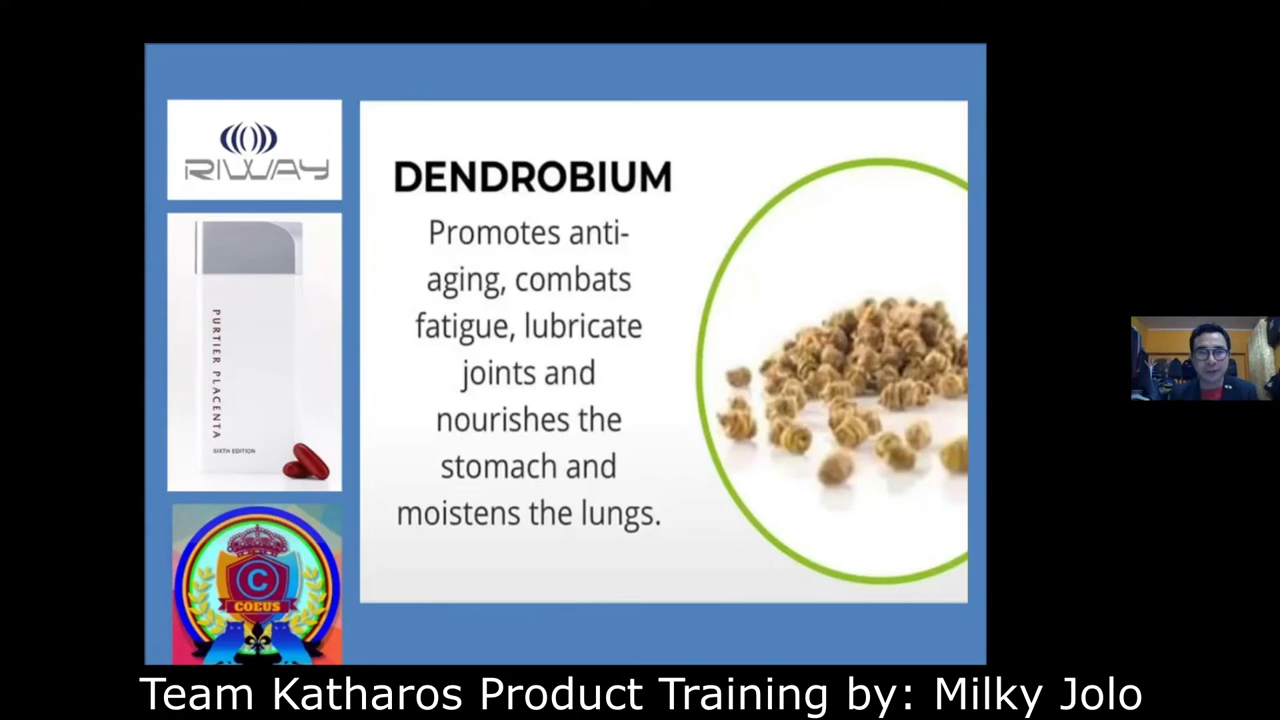 RIWAY
PURTIER PLACENTA
SIXTH EDITION
C
COEUS
DENDROBIUM
Promotes anti-
aging, combats
fatigue, lubricate
joints and
nourishes the
stomach and
moistens the lungs.
Team Katharos Product Training by: Milky Jolo